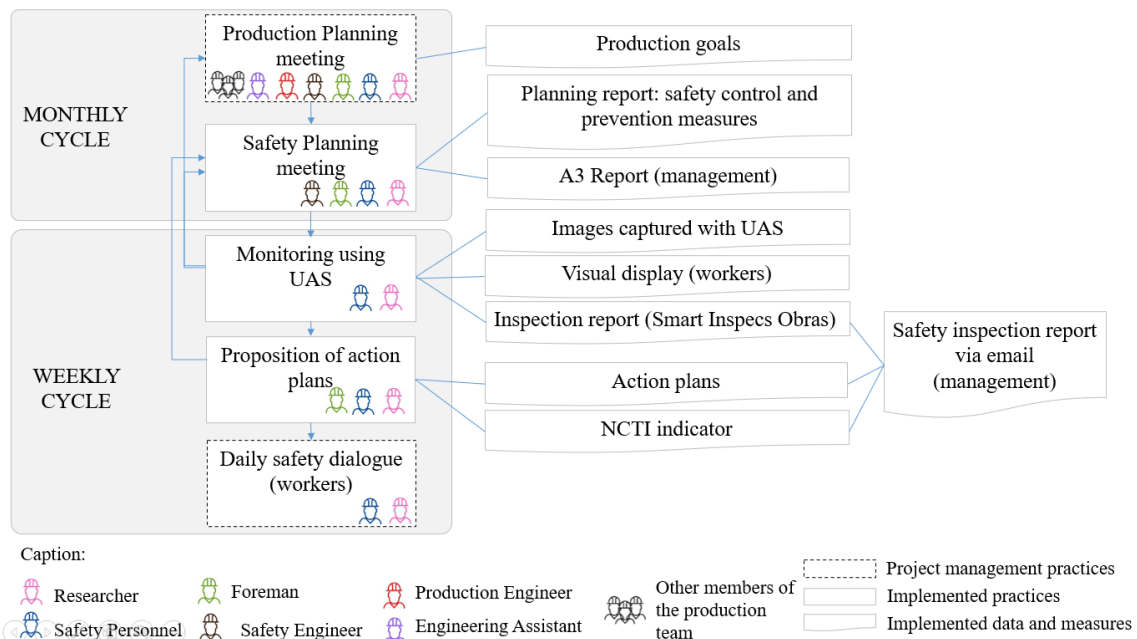 Production Planning
meeting
Production goals
MONTHLY
CYCLE
Safety Planning
meeting
Planning report: safety control and
prevention measures
A3 Report (management)
Monitoring using
UAS
Images captured with UAS
Visual display (workers)
Inspection report (Smart Inspecs Obras)
WEEKLY
CYCLE
Proposition of action
plans
Action plans
NCTI indicator
Safety inspection report
via email
(management)
Daily safety dialogue
(workers)
Caption:
Researcher
Safety Personnel
Foreman
Safety Engineer
Production Engineer
Engineering Assistant
Other members of
the production
team
Project management practices
Implemented practices
Implemented data and measures